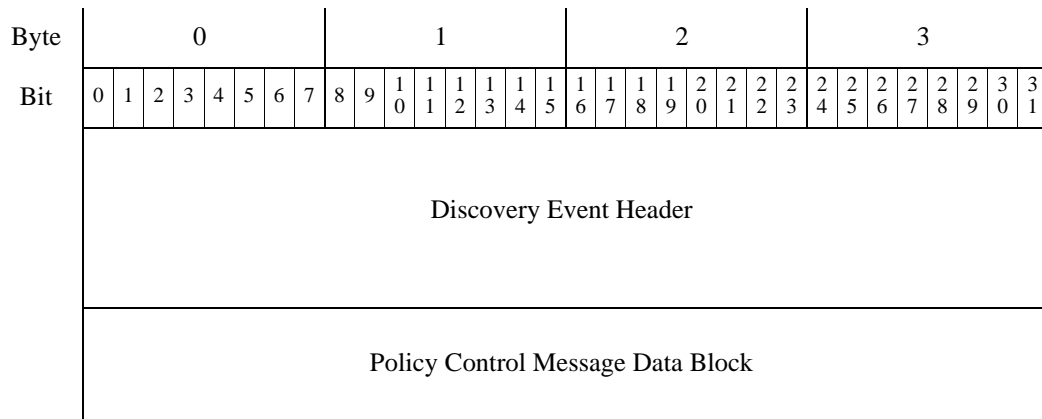 Byte 0 1 2 3
Bit 0 1 2 3 4 5 6 7 8 9 10 11 12 13 14 15 16 17 18 19 20 21 22 23 24 25 26 27 28 29 30 31
Discovery Event Header
Policy Control Message Data Block